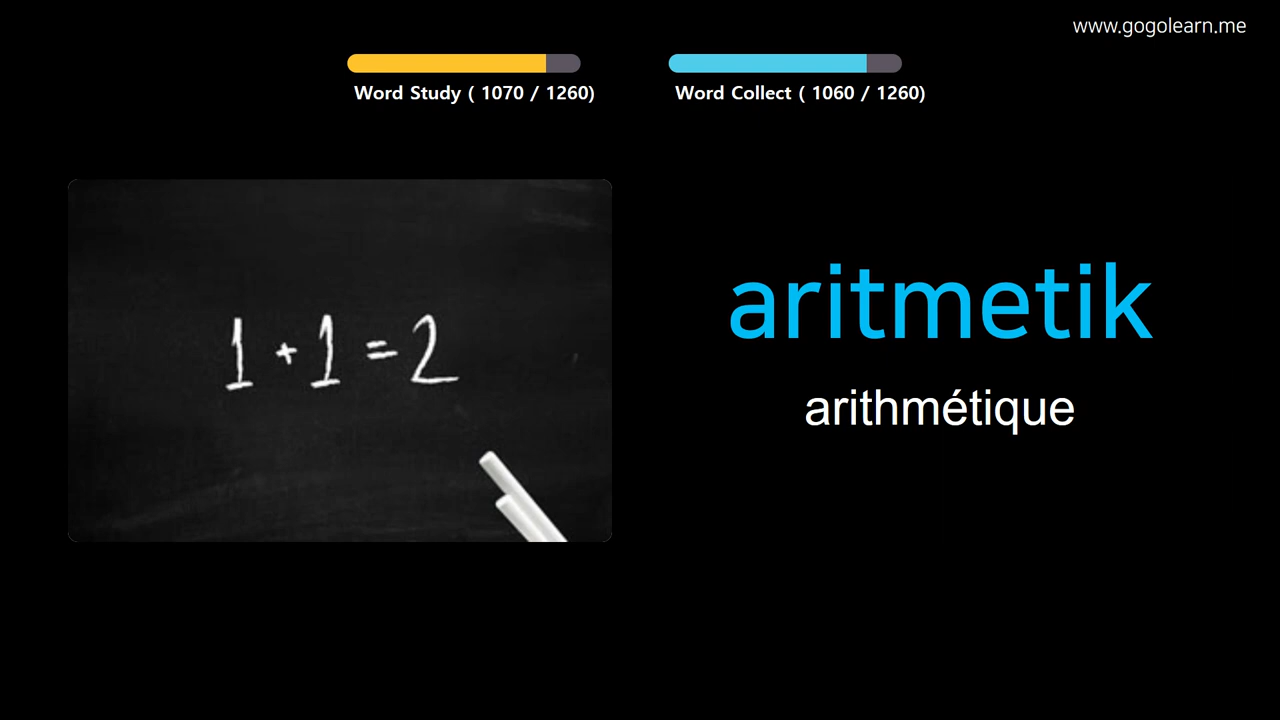 www.gogolearn.me
Word Study ( 1070 / 1260)
Word Collect ( 1060 / 1260)
1 + 1 = 2
aritmetik
arithmétique